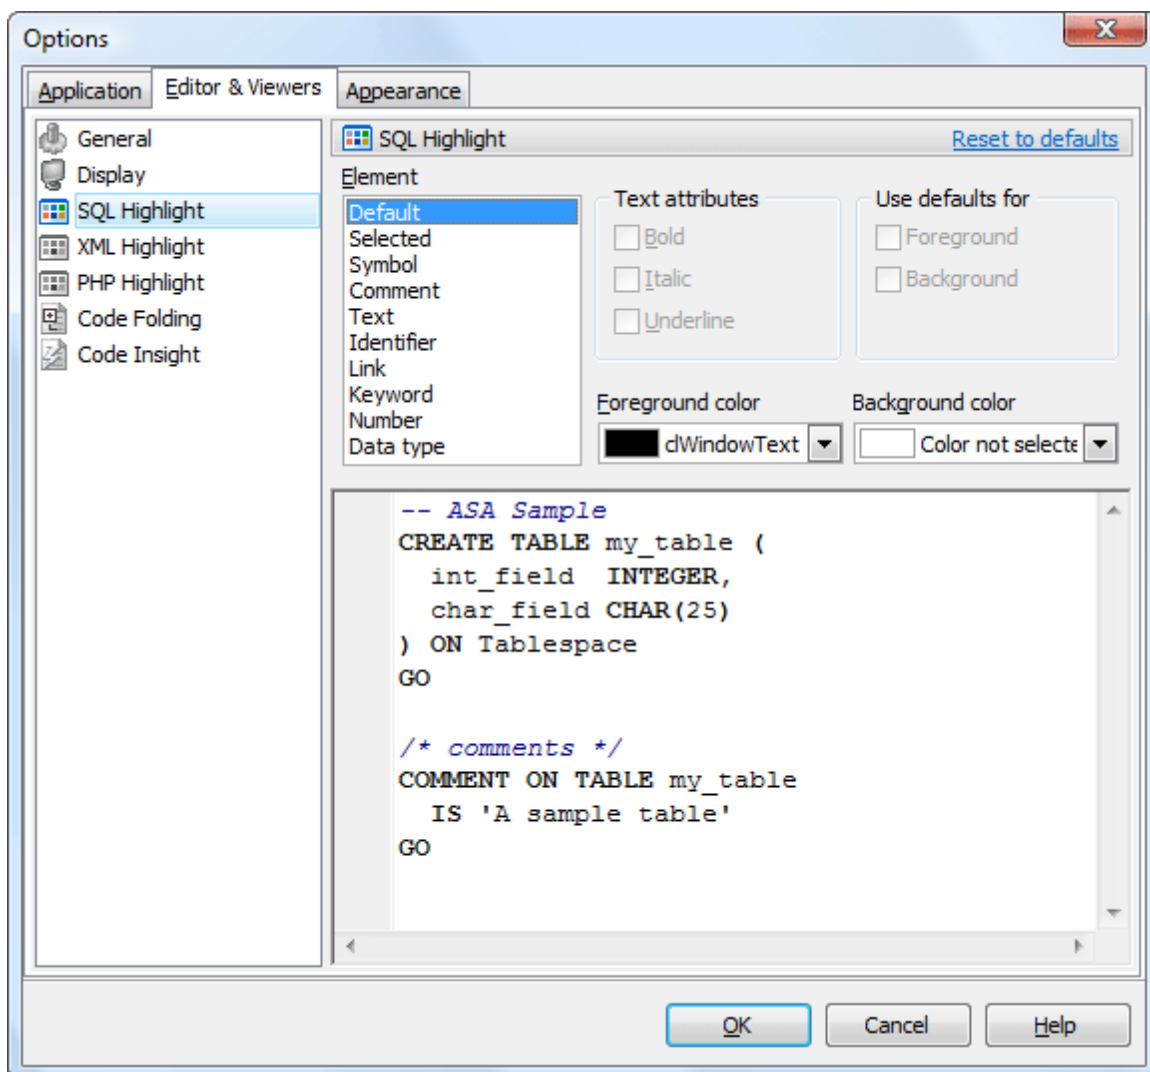 Options
Application
Editor & Viewers
Appearance
General
Display
SQL Highlight
XML Highlight
PHP Highlight
Code Folding
Code Insight
SQL Highlight
Reset to defaults
Element
Default
Selected
Symbol
Comment
Text
Identifier
Link
Keyword
Number
Data type
Text attributes
Bold
Italic
Underline
Use defaults for
Foreground
Background
Foreground color
clWindowText
Background color
Color not selecte
-- ASA Sample
CREATE TABLE my_table (
  int_field  INTEGER,
  char_field CHAR(25)
) ON Tablespace
GO
/* comments */
COMMENT ON TABLE my_table
  IS 'A sample table'
GO
OK
Cancel
Help